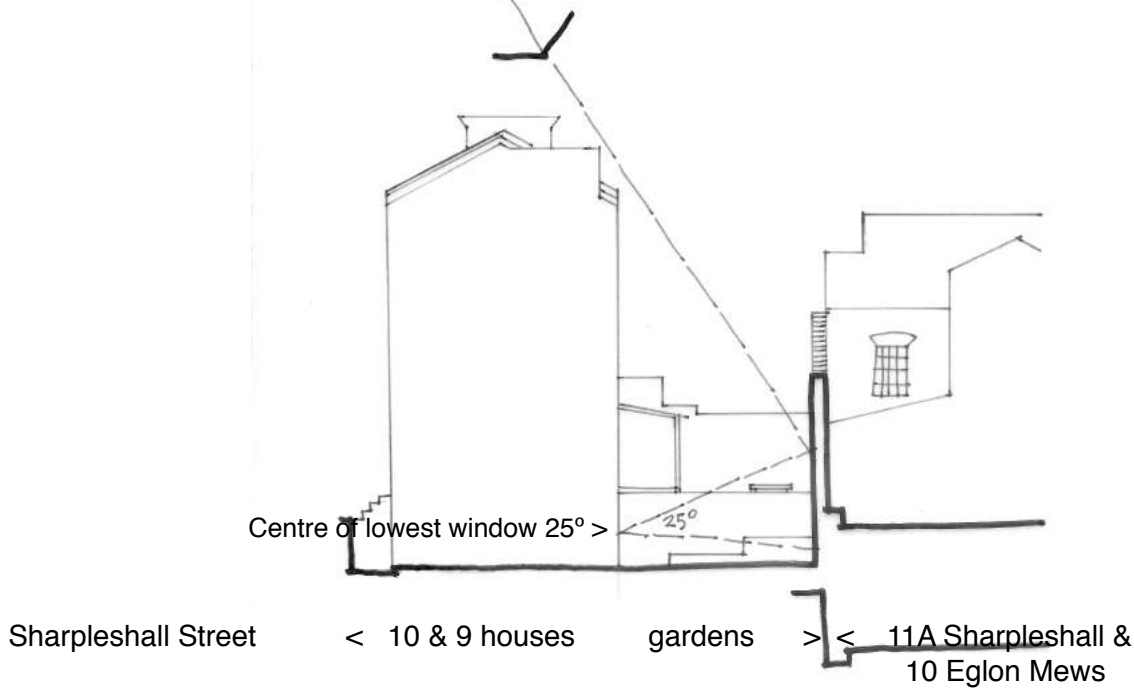 25º
Centre of lowest window 25º >
Sharpleshall Street < 10 & 9 houses gardens > < 11A Sharpleshall &
10 Eglon Mews